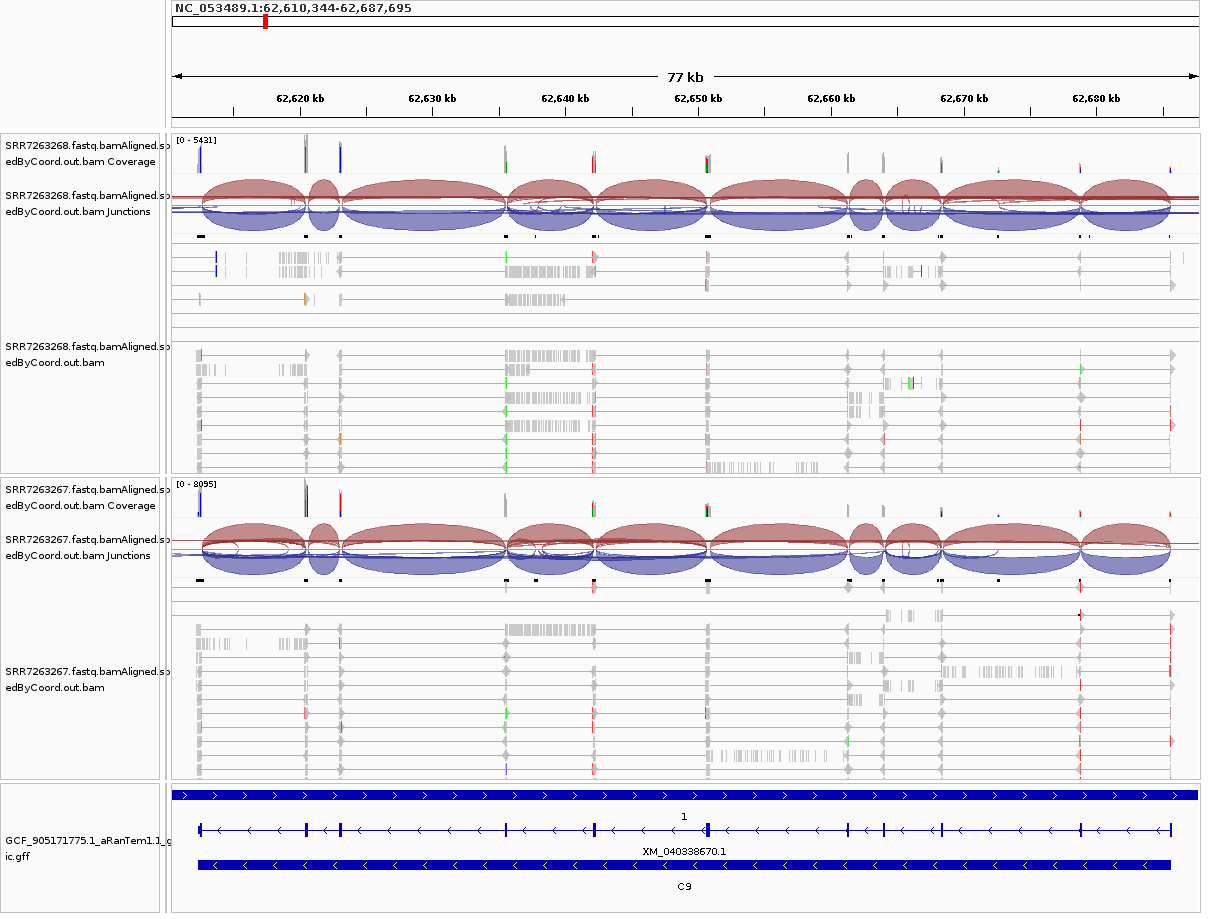 NC_053489.1:62,610,344-62,687,695
77 kb
62,620 kb 62,630 kb 62,640 kb 62,650 kb 62,660 kb 62,670 kb 62,680 kb
[0 - 5431]
SRR7263268.fastq.bamAligned.so
edByCoord.out.bam Coverage
SRR7263268.fastq.bamAligned.so
edByCoord.out.bam Junctions
SRR7263268.fastq.bamAligned.so
edByCoord.out.bam
[0 - 8095]
SRR7263267.fastq.bamAligned.so
edByCoord.out.bam Coverage
SRR7263267.fastq.bamAligned.so
edByCoord.out.bam Junctions
SRR7263267.fastq.bamAligned.so
edByCoord.out.bam
GCF_905171775.1_aRanTem1.1_g
ic.gff
1
XM_040338670.1
C9